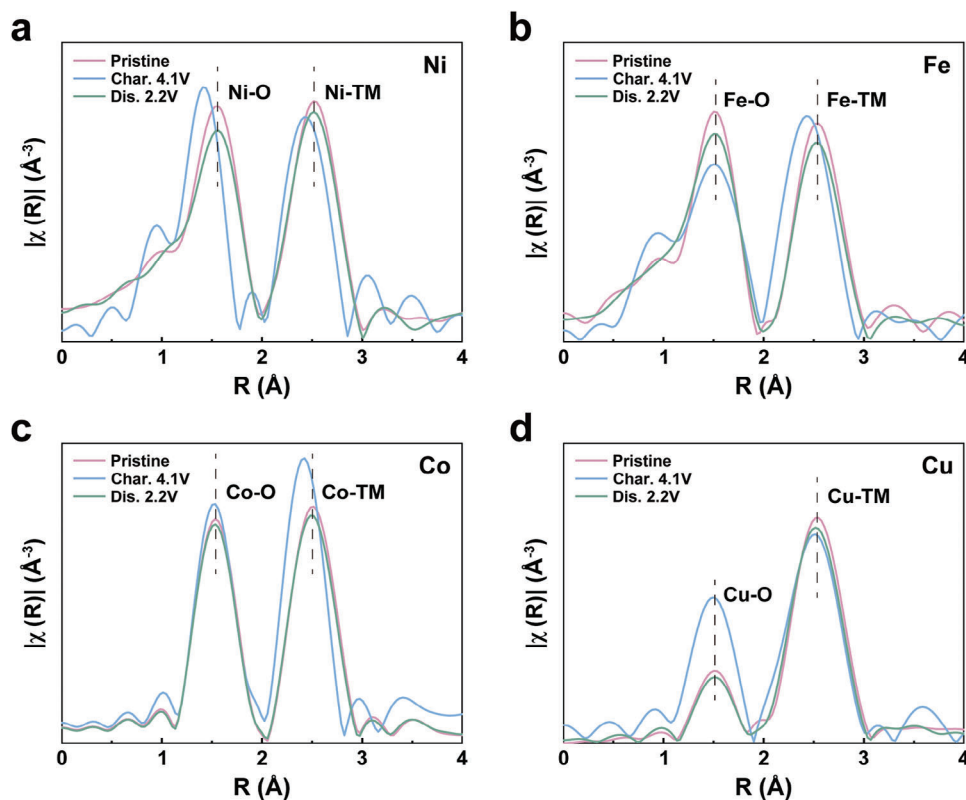 a
Pristine
Char. 4.1V
Dis. 2.2V
Ni
Ni-O
Ni-TM
|χ (R)| (Å-3)
0 1 2 3 4
R (Å)
b
Pristine
Char. 4.1V
Dis. 2.2V
Fe
Fe-O
Fe-TM
|χ (R)| (Å-3)
0 1 2 3 4
R (Å)
c
Pristine
Char. 4.1V
Dis. 2.2V
Co
Co-O
Co-TM
|χ (R)| (Å-3)
0 1 2 3 4
R (Å)
d
Pristine
Char. 4.1V
Dis. 2.2V
Cu
Cu-TM
Cu-O
|χ (R)| (Å-3)
0 1 2 3 4
R (Å)